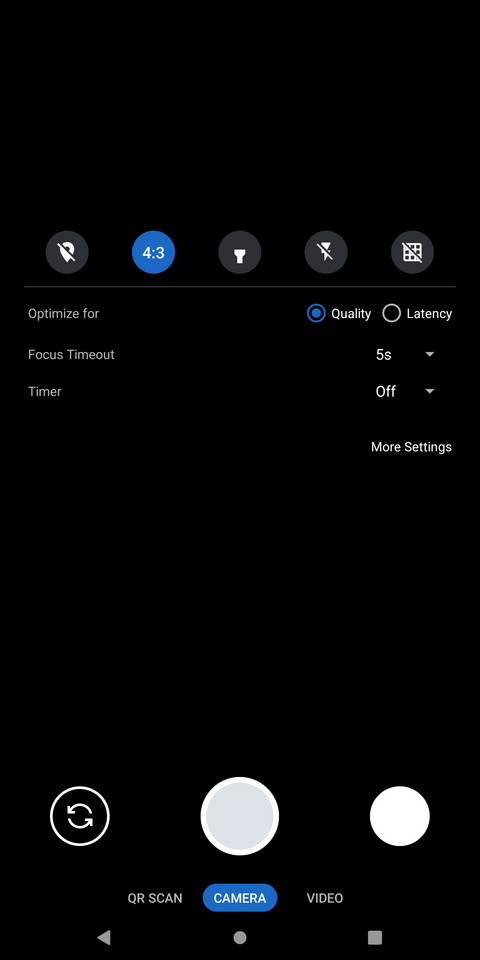 4:3
Optimize for Quality Latency
Focus Timeout 5s
Timer Off
More Settings
QR SCAN CAMERA VIDEO